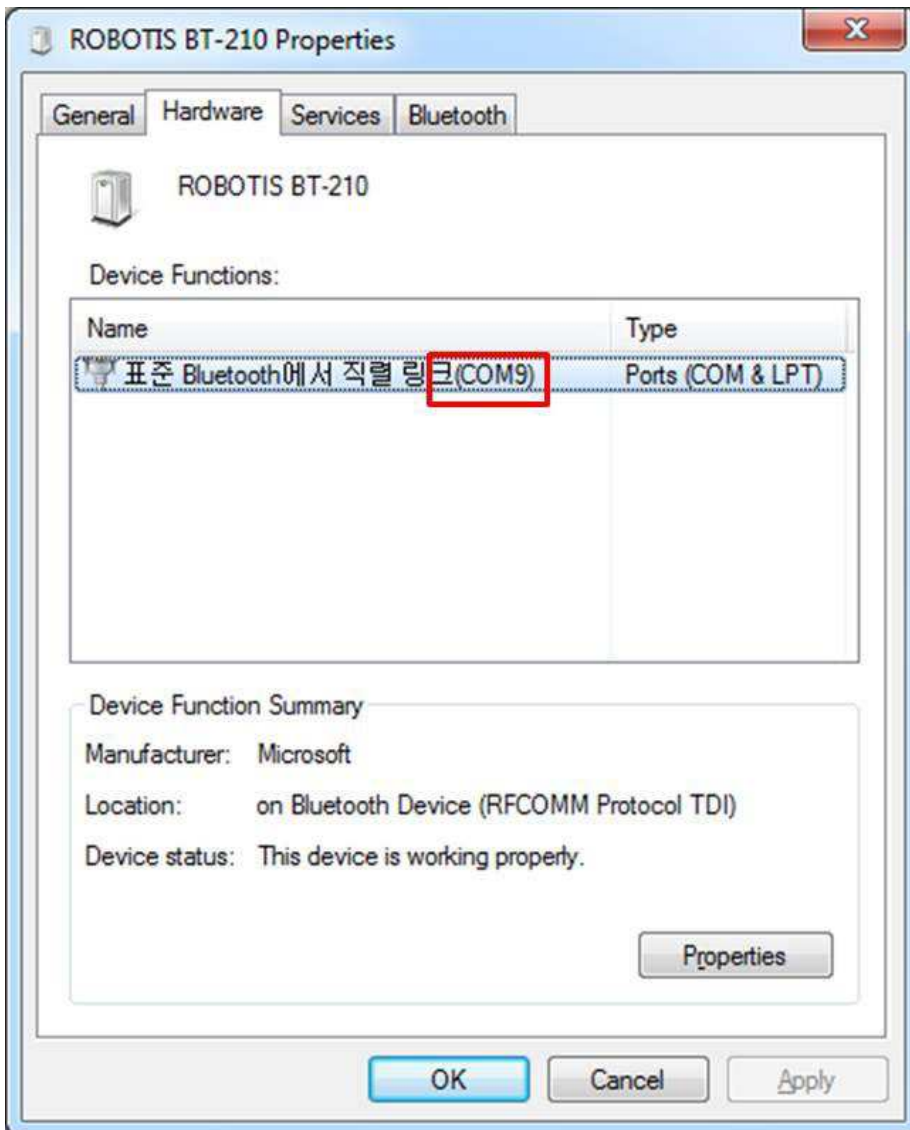 ROBOTIS BT-210 Properties
General Hardware Services Bluetooth
ROBOTIS BT-210
Device Functions:
Name Type
표준 Bluetooth에서 직렬 링크(COM9) Ports (COM & LPT)
Device Function Summary
Manufacturer: Microsoft
Location: on Bluetooth Device (RFCOMM Protocol TDI)
Device status: This device is working properly.
Properties
OK Cancel Apply